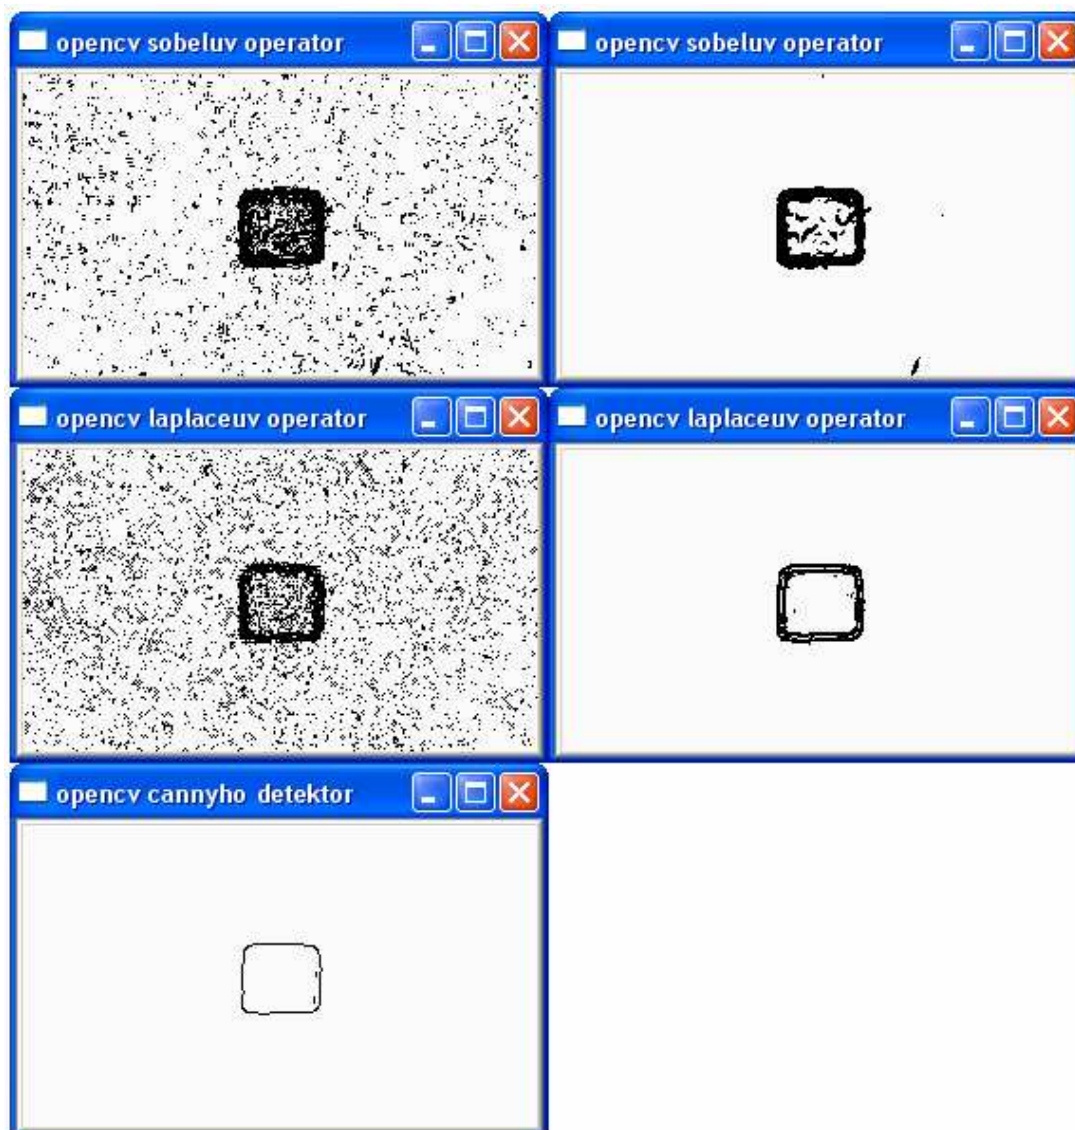 opencv sobeluv operator
opencv sobeluv operator
opencv laplaceuv operator
opencv laplaceuv operator
opencv cannyho detektor